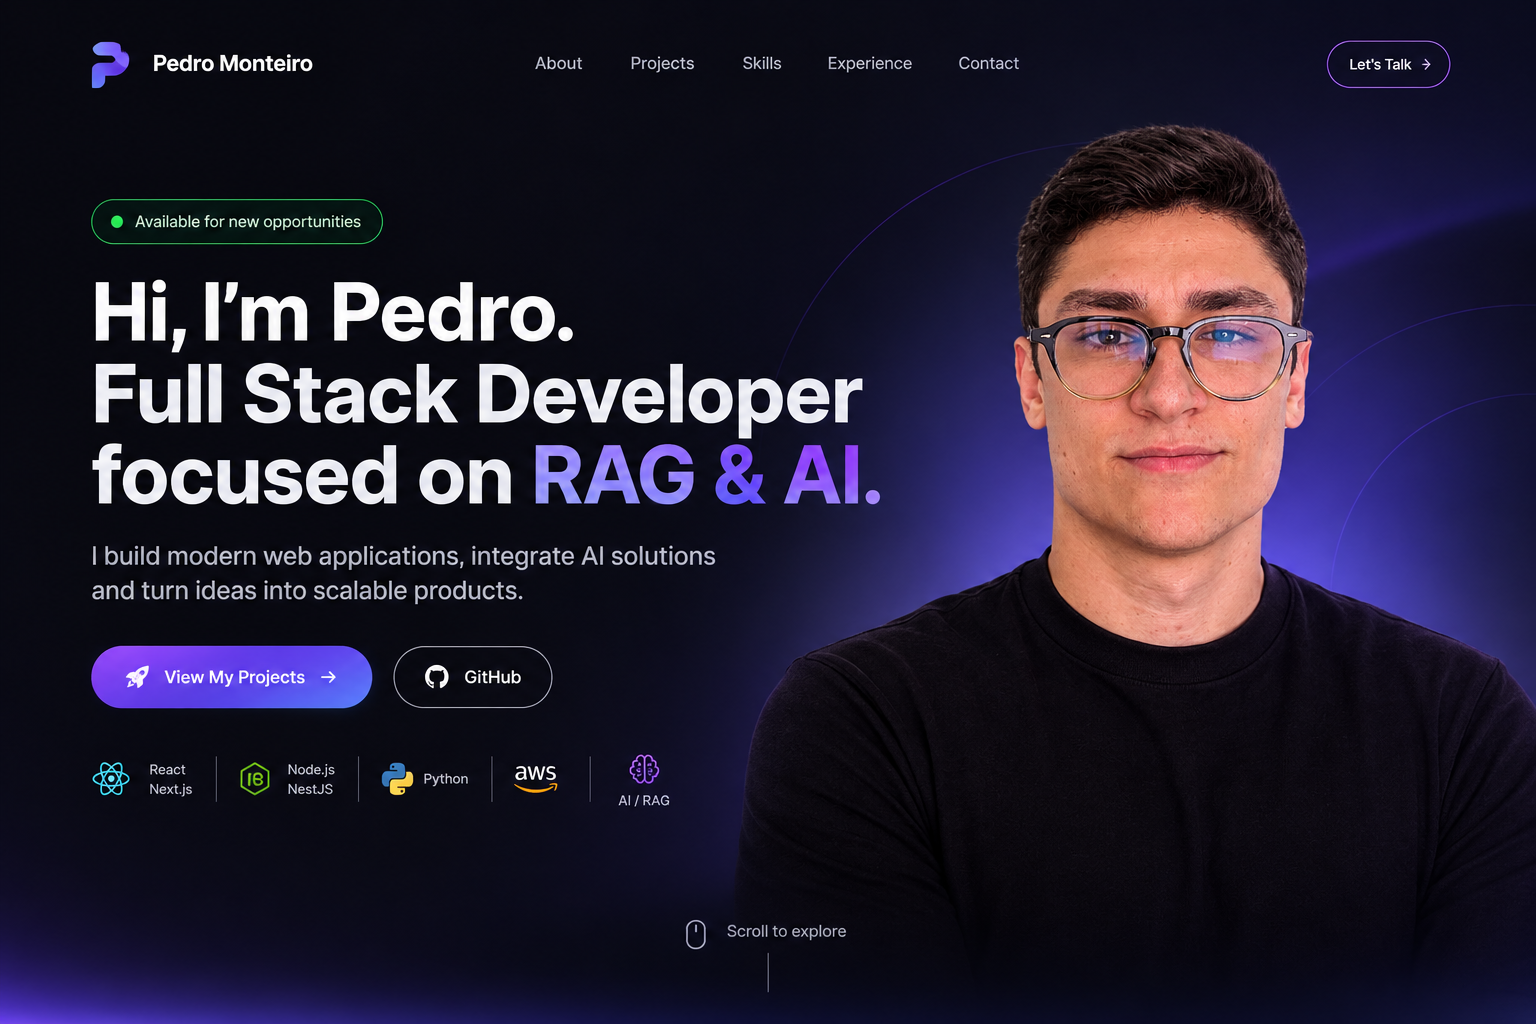 Pedro Monteiro
About
Projects
Skills
Experience
Contact
Let's Talk →
Available for new opportunities
Hi, I’m Pedro.
Full Stack Developer
focused on RAG & AI.
I build modern web applications, integrate AI solutions
and turn ideas into scalable products.
View My Projects →
GitHub
React
Next.js
Node.js
NestJS
Python
aws
AI / RAG
Scroll to explore